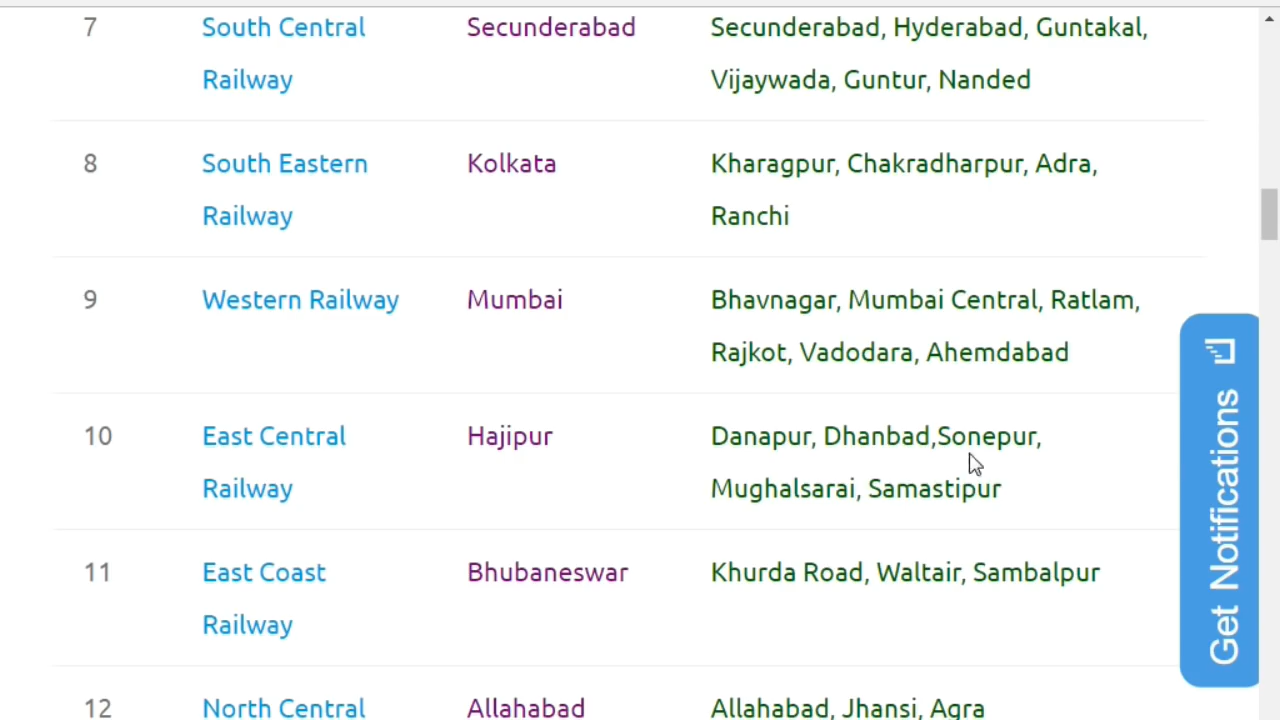 7 South Central Secunderabad Secunderabad, Hyderabad, Guntakal,
Railway Vijaywada, Guntur, Nanded
8 South Eastern Kolkata Kharagpur, Chakradharpur, Adra,
Railway Ranchi
9 Western Railway Mumbai Bhavnagar, Mumbai Central, Ratlam,
Rajkot, Vadodara, Ahemdabad
10 East Central Hajipur Danapur, Dhanbad,Sonepur,
Railway Mughalsarai, Samastipur
11 East Coast Bhubaneswar Khurda Road, Waltair, Sambalpur
Railway
12 North Central Allahabad Allahabad, Jhansi, Agra
Get Notifications